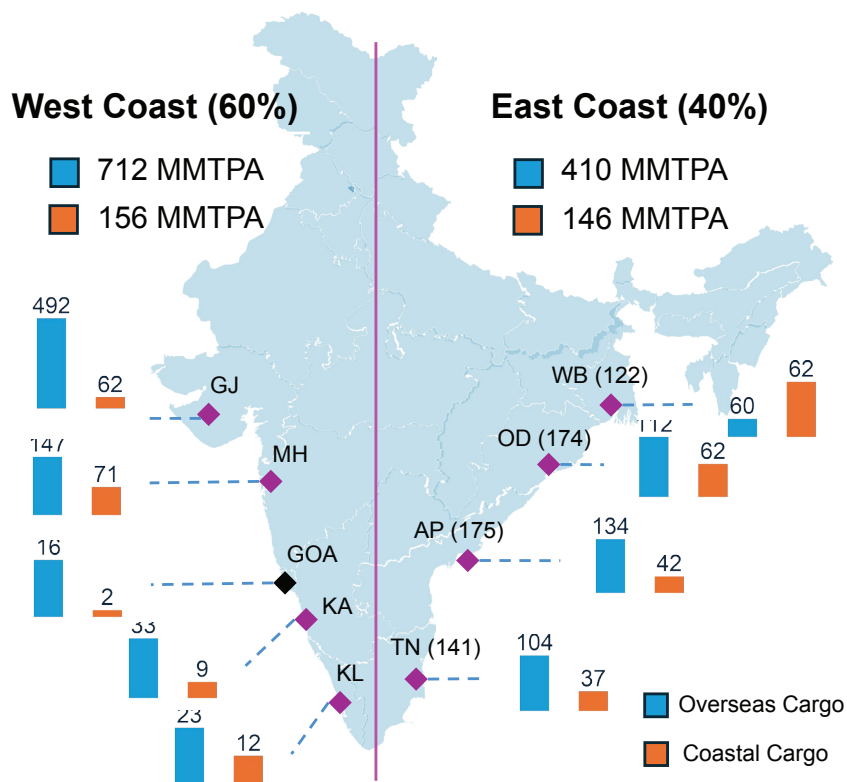 West Coast (60%)
712 MMTPA
156 MMTPA
East Coast (40%)
410 MMTPA
146 MMTPA
492
62
GJ
147
71
MH
16
2
GOA
33
9
KA
23
12
KL
WB (122)
60
62
OD (174)
112
62
AP (175)
134
42
TN (141)
104
37
Overseas Cargo
Coastal Cargo